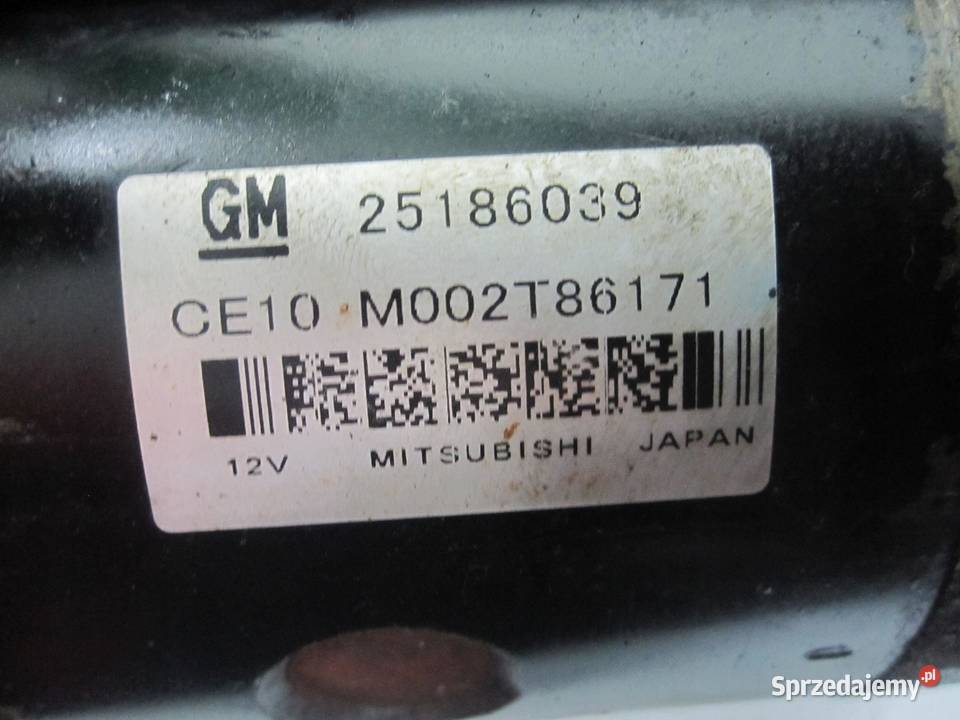 GM 25186039
CE10 M002T86171
12V MITSUBISHI JAPAN
Sprzedajemy.pl